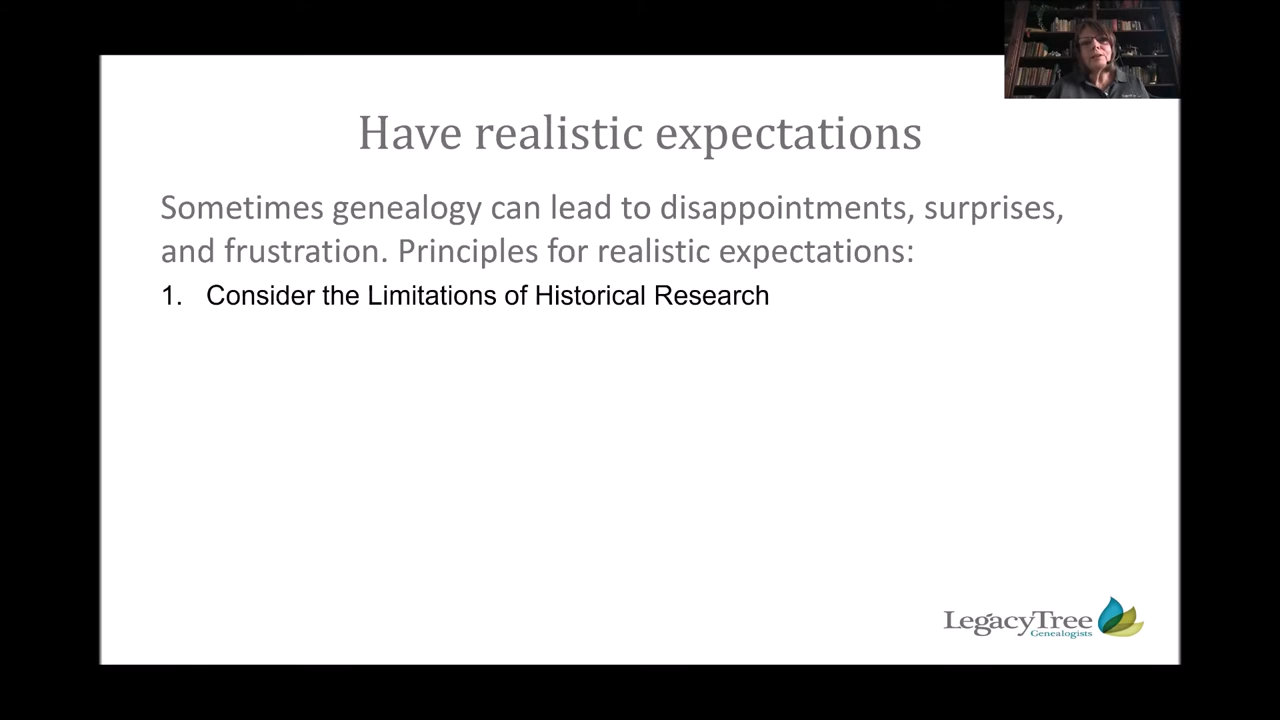 Have realistic expectations
Sometimes genealogy can lead to disappointments, surprises,
and frustration. Principles for realistic expectations:
1. Consider the Limitations of Historical Research
LegacyTree
Genealogists